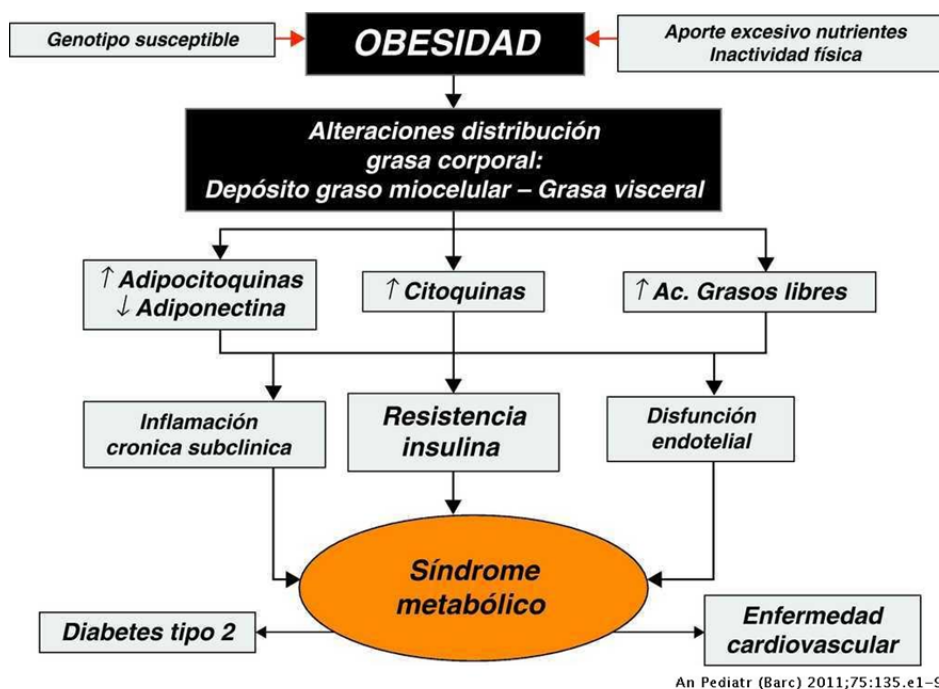 Genotipo susceptible
OBESIDAD
Aporte excesivo nutrientes
Inactividad física
Alteraciones distribución
grasa corporal:
Depósito graso miocelular – Grasa visceral
↑ Adipocitoquinas
↓ Adiponectina
↑ Citoquinas
↑ Ac. Grasos libres
Inflamación
cronica subclinica
Resistencia
insulina
Disfunción
endotelial
Síndrome
metabólico
Diabetes tipo 2
Enfermedad
cardiovascular
An Pediatr (Barc) 2011;75:135.e1-9